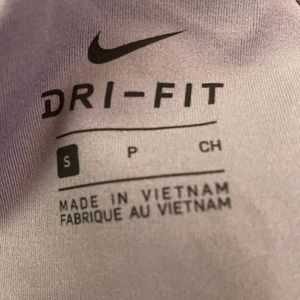 DRI-FIT
S P CH
MADE IN VIETNAM
FABRIQUE AU VIETNAM